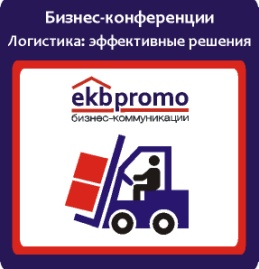 Бизнес-конференции
Логистика: эффективные решения
ekbpromo
бизнес-коммуникации